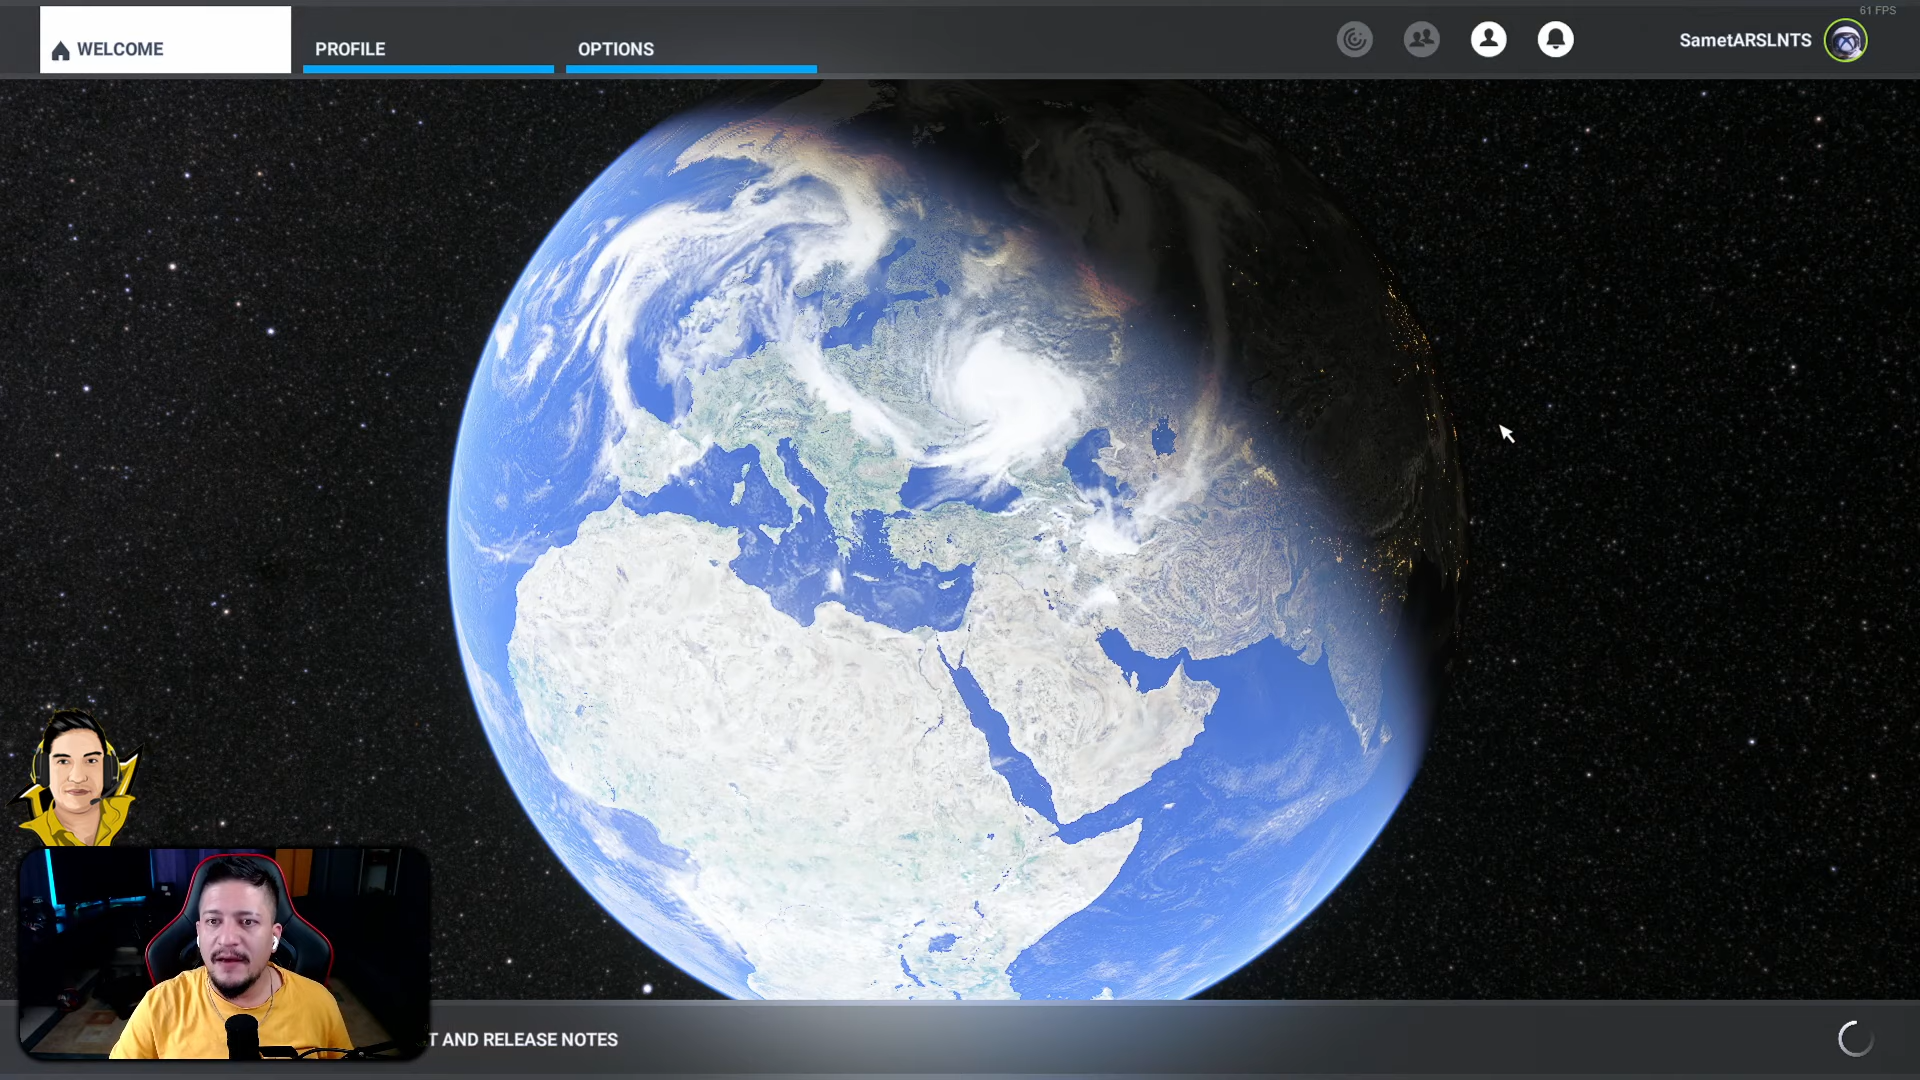 61 FPS
WELCOME
PROFILE
OPTIONS
SametARSLNTS
T AND RELEASE NOTES